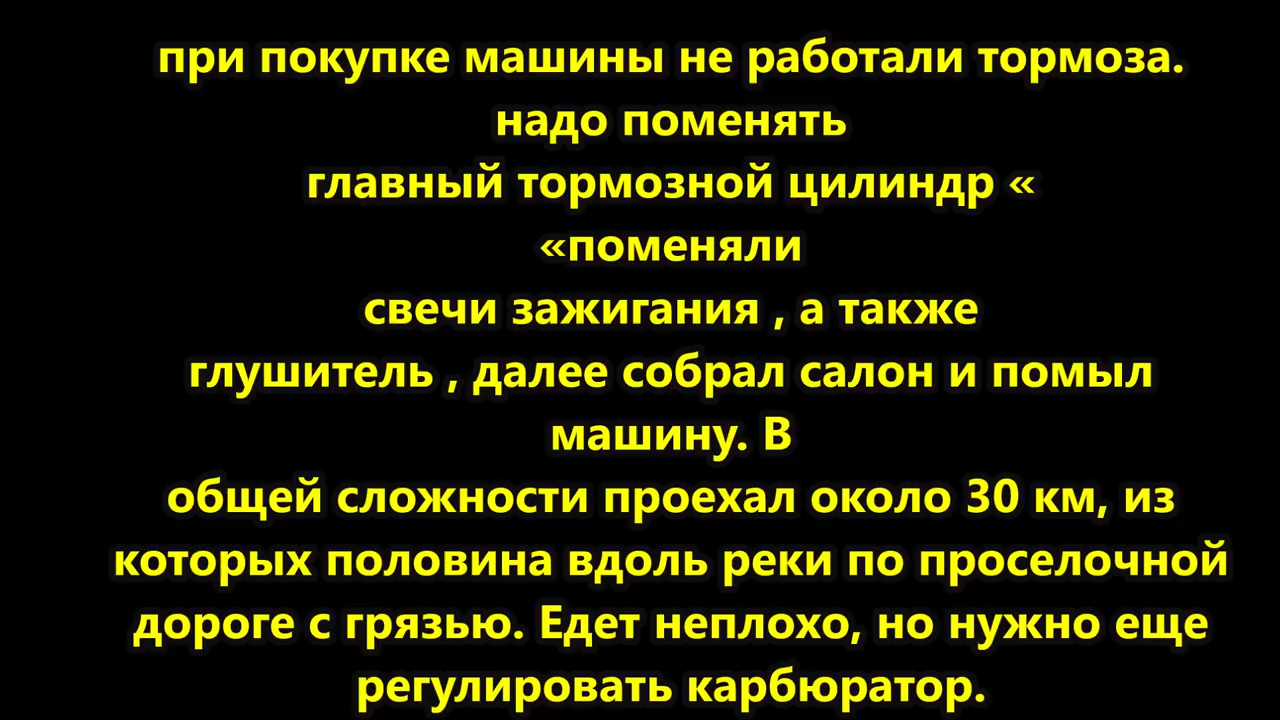 при покупке машины не работали тормоза.
надо поменять
главный тормозной цилиндр «
«поменяли
свечи зажигания , а также
глушитель , далее собрал салон и помыл
машину. В
общей сложности проехал около 30 км, из
которых половина вдоль реки по проселочной
дороге с грязью. Едет неплохо, но нужно еще
регулировать карбюратор.